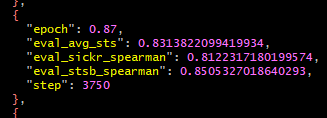 },
{
"epoch": 0.87,
"eval_avg_sts": 0.8313822099419934,
"eval_sickr_spearman": 0.8122317180199574,
"eval_stsb_spearman": 0.8505327018640293,
"step": 3750
},
{